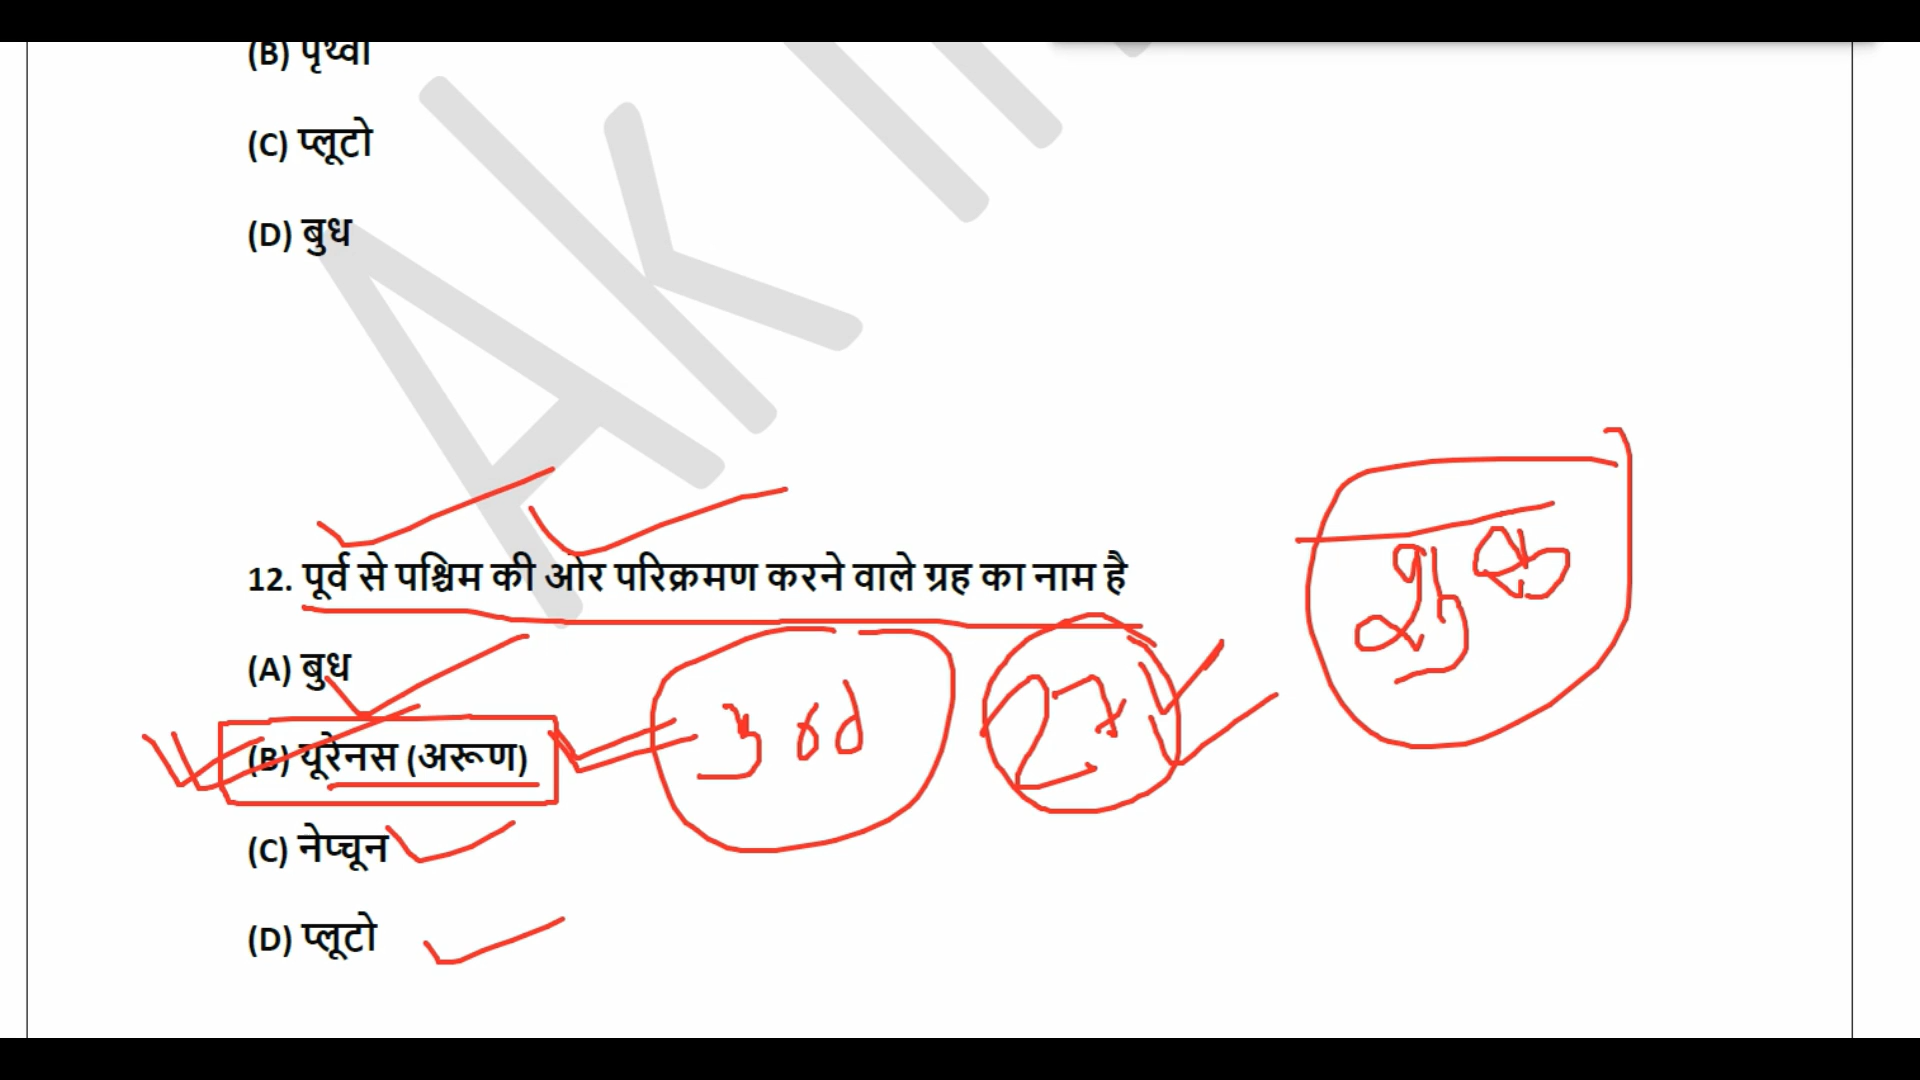 (B) पृथ्वी
(C) प्लूटो
(D) बुध
12. पूर्व से पश्चिम की ओर परिक्रमण करने वाले ग्रह का नाम है
(A) बुध
(B) यूरेनस (अरूण)
(C) नेप्चून
(D) प्लूटो